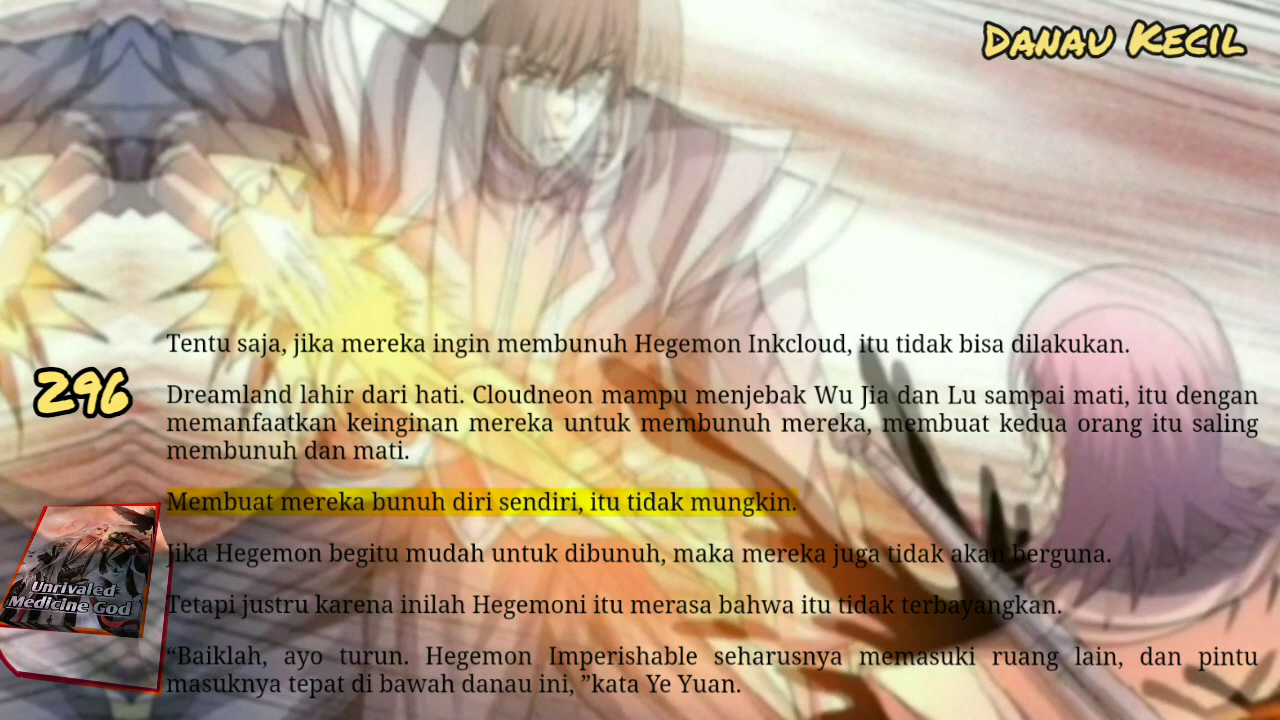 Danau Kecil
296
Tentu saja, jika mereka ingin membunuh Hegemon Inkcloud, itu tidak bisa dilakukan.
Dreamland lahir dari hati. Cloudneon mampu menjebak Wu Jia dan Lu sampai mati, itu dengan
memanfaatkan keinginan mereka untuk membunuh mereka, membuat kedua orang itu saling
membunuh dan mati.
Membuat mereka bunuh diri sendiri, itu tidak mungkin.
Jika Hegemon begitu mudah untuk dibunuh, maka mereka juga tidak akan berguna.
Tetapi justru karena inilah Hegemoni itu merasa bahwa itu tidak terbayangkan.
“Baiklah, ayo turun. Hegemon Imperishable seharusnya memasuki ruang lain, dan pintu
masuknya tepat di bawah danau ini, ”kata Ye Yuan.
Unrivaled
Medicine God